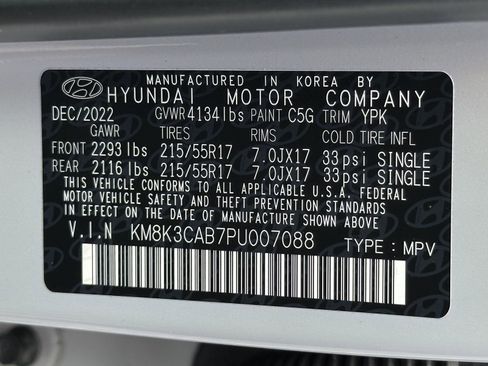 MANUFACTURED IN KOREA BY
HYUNDAI MOTOR COMPANY
DEC/2022 GVWR 4134lbs PAINT C5G TRIM YPK
GAWR TIRES RIMS COLD TIRE INFL
FRONT 2293 lbs 215/55R17 7.0JX17 33psi SINGLE
REAR 2116 lbs 215/55R17 7.0JX17 33psi SINGLE
THIS VEHICLE CONFORMS TO ALL APPLICABLE U.S.A. FEDERAL
MOTOR VEHICLE SAFETY AND THEFT PREVENTION STANDARDS
IN EFFECT ON THE DATE OF MANUFACTURE SHOWN ABOVE
V.I.N KM8K3CAB7PU007088 TYPE : MPV